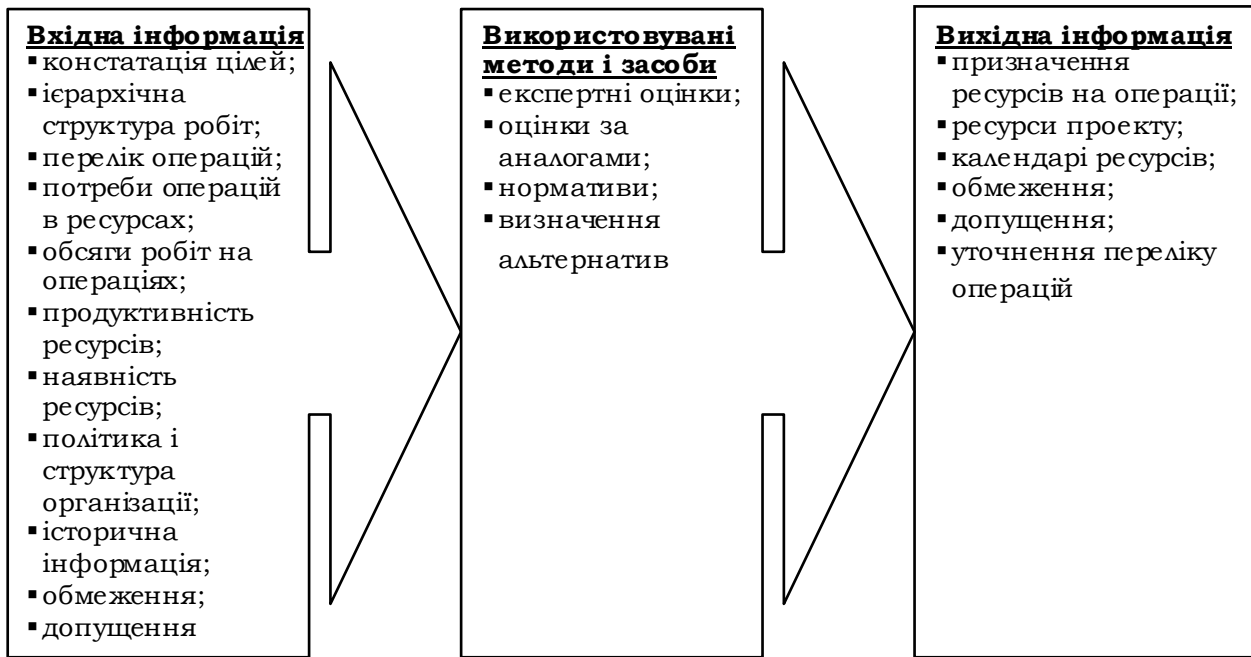 Вхідна інформація
▪констатація цілей;
▪ієрархічна
структура робіт;
▪перелік операцій;
▪потреби операцій
в ресурсах;
▪обсяги робіт на
операціях;
▪продуктивність
ресурсів;
▪наявність
ресурсів;
▪політика і
структура
організації;
▪історична
інформація;
▪обмеження;
▪допущення
Використовувані
методи і засоби
▪експертні оцінки;
▪оцінки за
аналогами;
▪нормативи;
▪визначення
альтернатив
Вихідна інформація
▪призначення
ресурсів на операції;
▪ресурси проекту;
▪календарі ресурсів;
▪обмеження;
▪допущення;
▪уточнення переліку
операцій